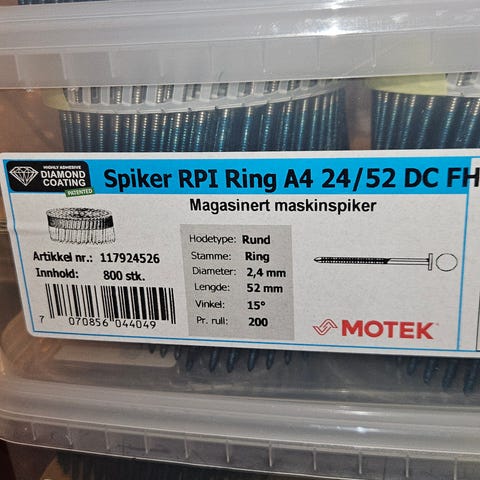 HIGHLY ADHESIVE
DIAMOND
COATING
PATENTED
Spiker RPI Ring A4 24/52 DC FH
Magasinert maskinspiker
Artikkel nr.: 117924526
Innhold: 800 stk.
7 070856 044049
Hodetype: Rund
Stamme: Ring
Diameter: 2,4 mm
Lengde: 52 mm
Vinkel: 15°
Pr. rull: 200
MOTEK